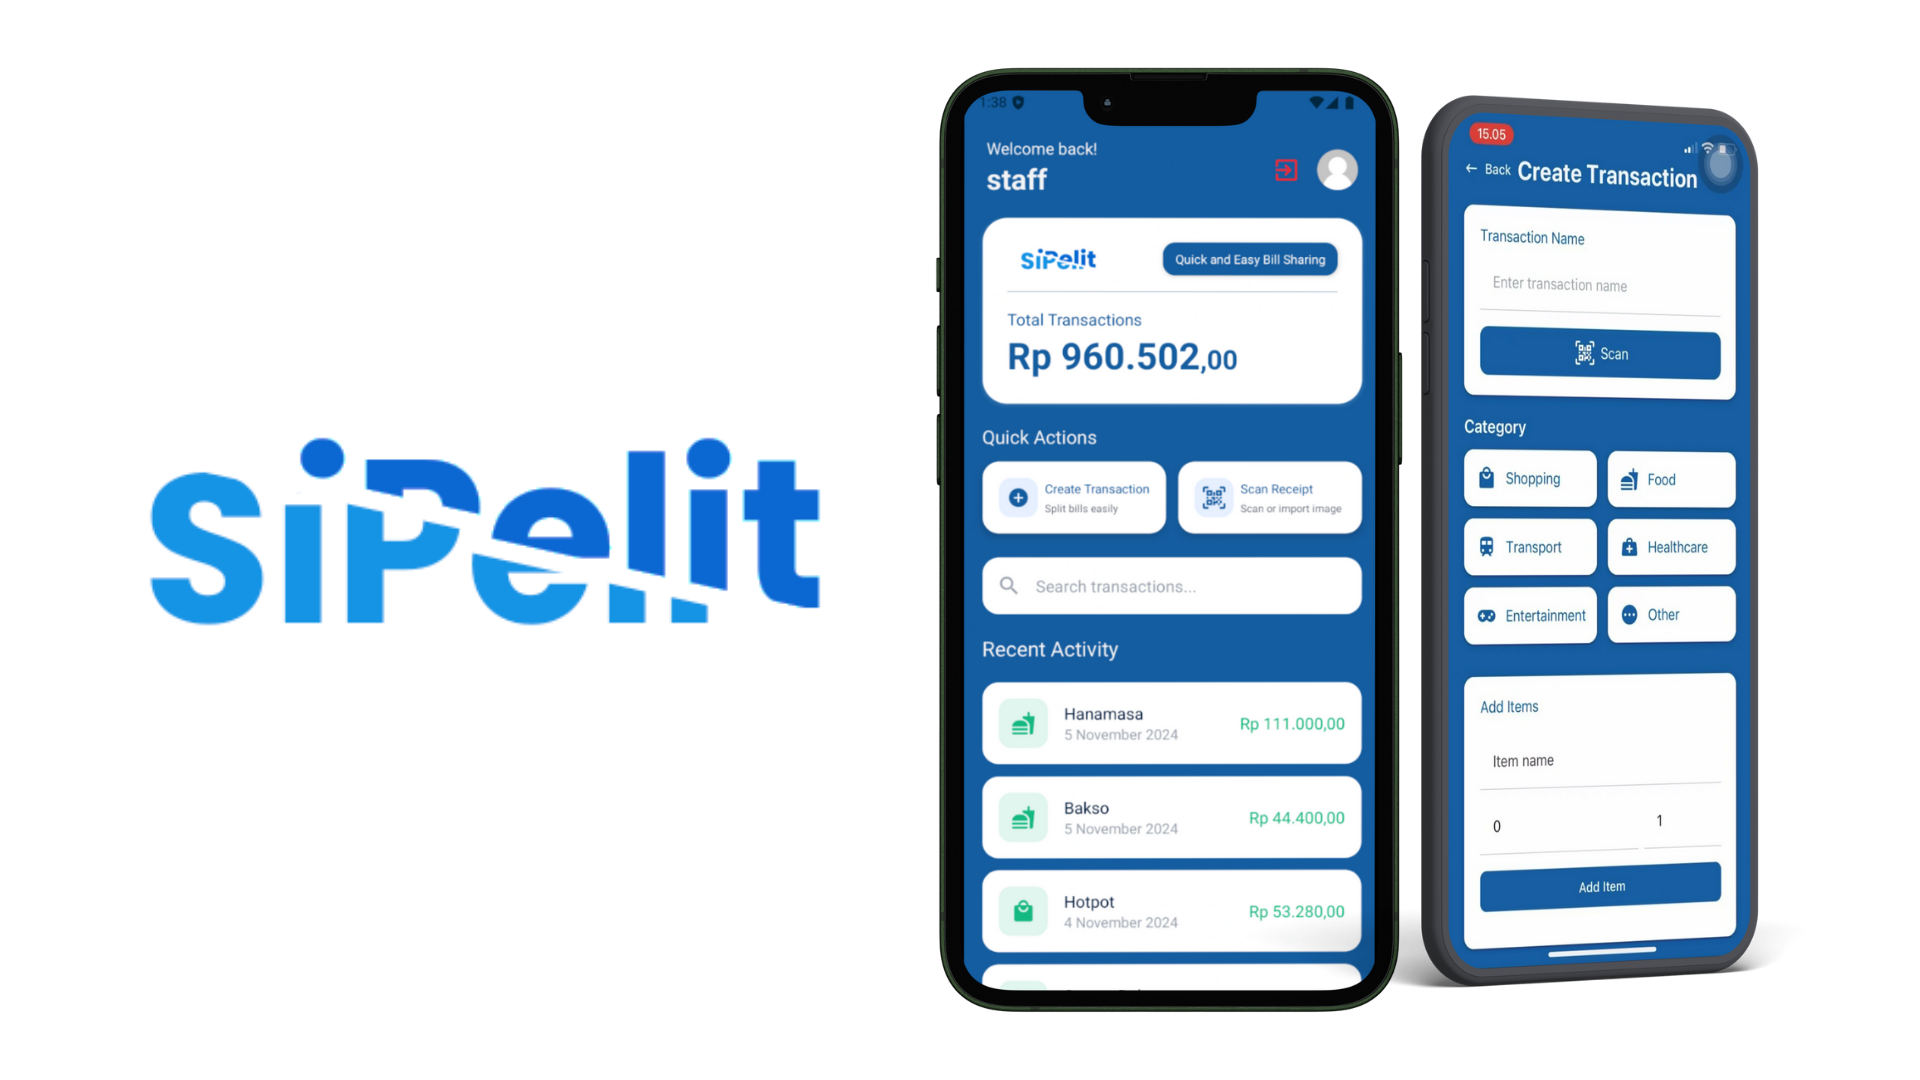 SiPelit
1:38
Welcome back!
staff
SiPelit
Quick and Easy Bill Sharing
Total Transactions
Rp 960.502,00
Quick Actions
Create Transaction
Split bills easily
Scan Receipt
Scan or import image
Search transactions...
Recent Activity
Hanamasa
5 November 2024
Rp 111.000,00
Bakso
5 November 2024
Rp 44.400,00
Hotpot
4 November 2024
Rp 53.280,00
15.05
Back Create Transaction
Transaction Name
Enter transaction name
Scan
Category
Shopping
Food
Transport
Healthcare
Entertainment
Other
Add Items
Item name
0
1
Add Item